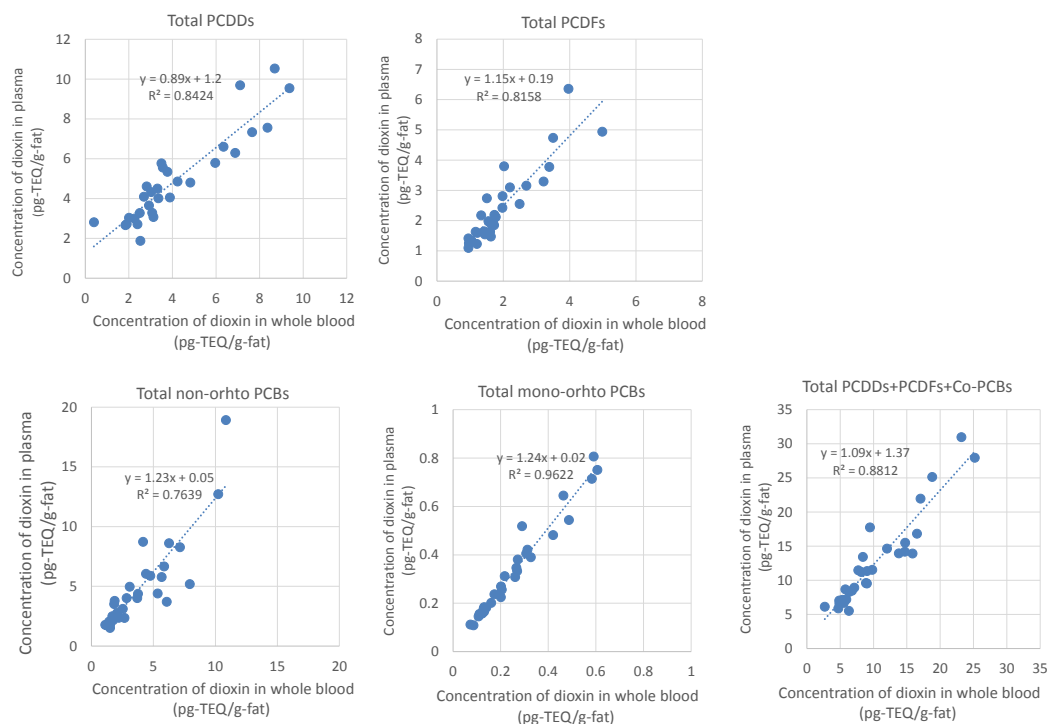 Total PCDDs
Concentration of dioxin in plasma
(pg-TEQ/g-fat)
12
10
8
6
4
2
0
y = 0.89x + 1.2
R² = 0.8424
0 2 4 6 8 10 12
Concentration of dioxin in whole blood
(pg-TEQ/g-fat)
Total PCDFs
Concentration of dioxin in plasma
(pg-TEQ/g-fat)
8
7
6
5
4
3
2
1
0
y = 1.15x + 0.19
R² = 0.8158
0 2 4 6 8
Concentration of dioxin in whole blood
(pg-TEQ/g-fat)
Total non-orhto PCBs
Concentration of dioxin in plasma
(pg-TEQ/g-fat)
20
15
10
5
0
y = 1.23x + 0.05
R² = 0.7639
0 5 10 15 20
Concentration of dioxin in whole blood
(pg-TEQ/g-fat)
Total mono-orhto PCBs
Concentration of dioxin in plasma
(pg-TEQ/g-fat)
1
0.8
0.6
0.4
0.2
0
y = 1.24x + 0.02
R² = 0.9622
0 0.2 0.4 0.6 0.8 1
Concentration of dioxin in whole blood
(pg-TEQ/g-fat)
Total PCDDs+PCDFs+Co-PCBs
Concentration of dioxin in plasma
(pg-TEQ/g-fat)
35
30
25
20
15
10
5
0
y = 1.09x + 1.37
R² = 0.8812
0 5 10 15 20 25 30 35
Concentration of dioxin in whole blood
(pg-TEQ/g-fat)